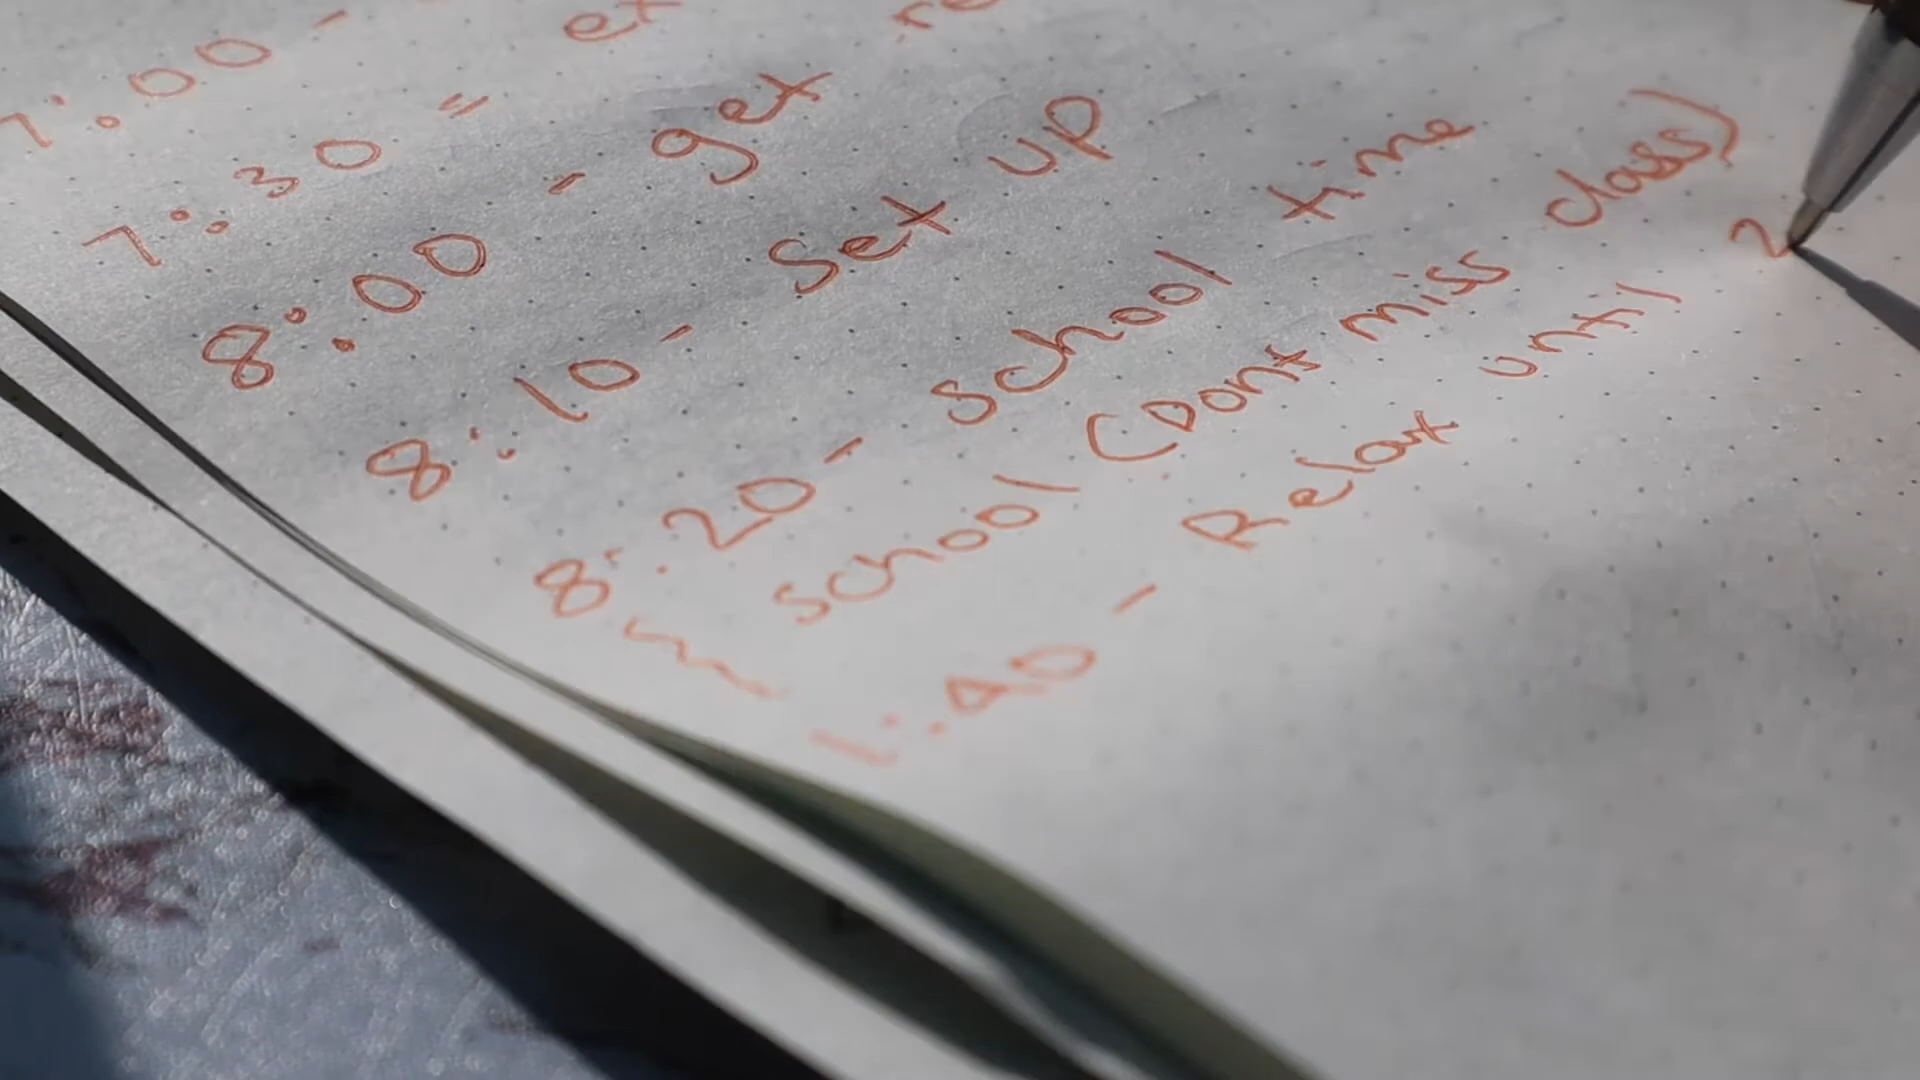 7:00 -
7:30 =
8:00 - get
8:10 - Set up
8:20 - School time
~ School (Dont miss class)
1:40 - Relax until 2